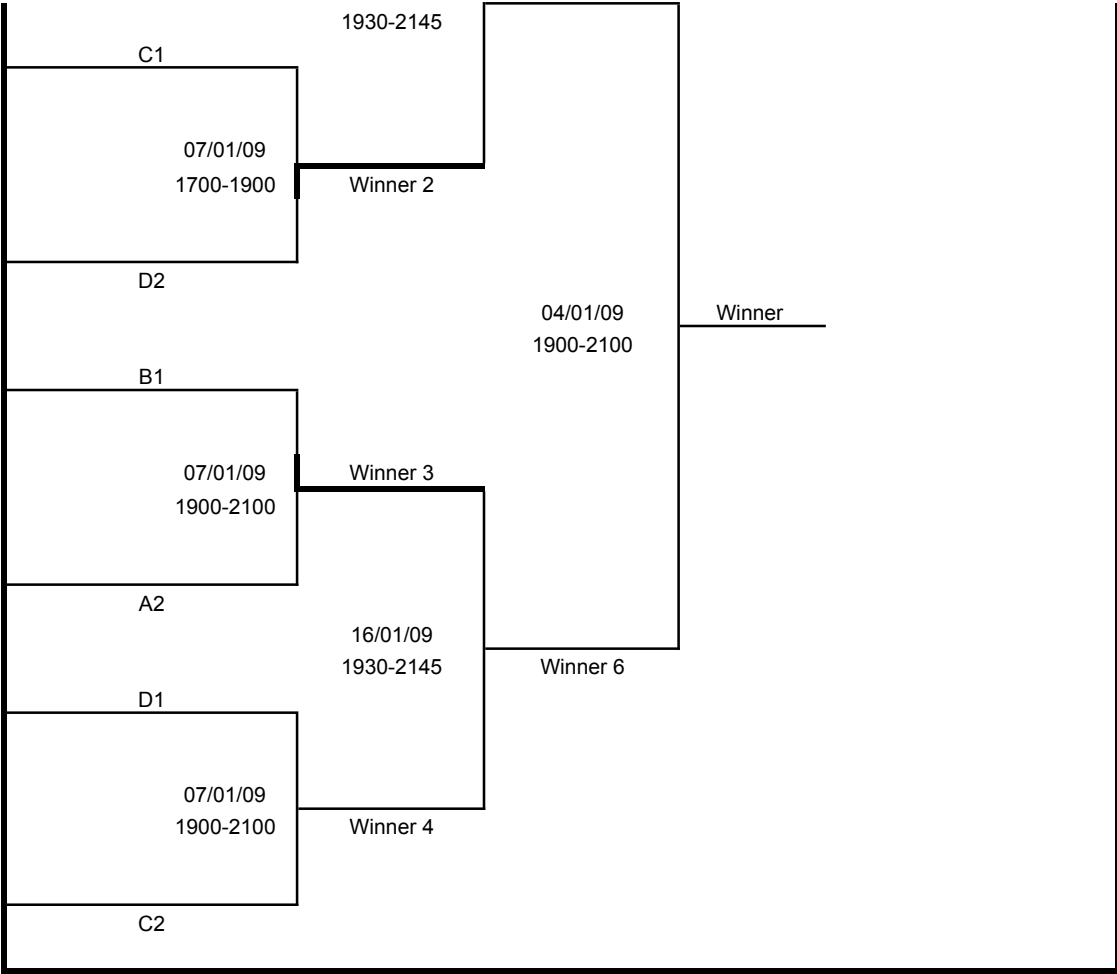 1930-2145
C1
07/01/09
1700-1900
Winner 2
D2
04/01/09
1900-2100
Winner
B1
07/01/09
1900-2100
Winner 3
A2
16/01/09
1930-2145
Winner 6
D1
07/01/09
1900-2100
Winner 4
C2